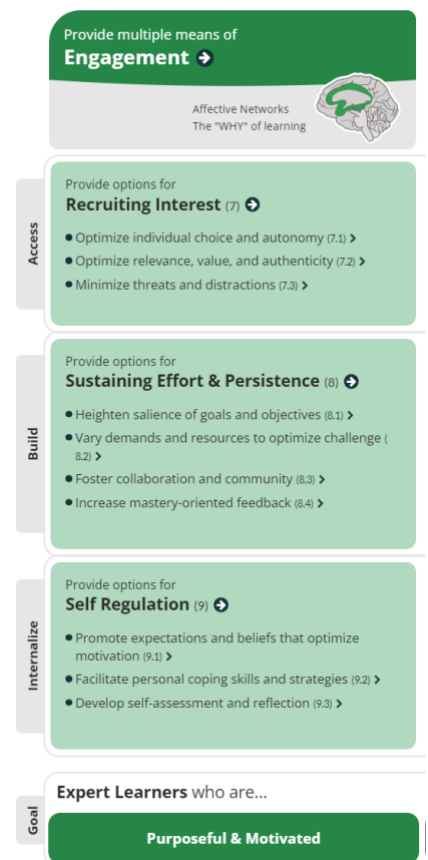 Provide multiple means of
Engagement
Affective Networks
The "WHY" of learning
Access
Provide options for
Recruiting Interest (7)
Optimize individual choice and autonomy (7.1)
Optimize relevance, value, and authenticity (7.2)
Minimize threats and distractions (7.3)
Build
Provide options for
Sustaining Effort & Persistence (8)
Heighten salience of goals and objectives (8.1)
Vary demands and resources to optimize challenge (
8.2)
Foster collaboration and community (8.3)
Increase mastery-oriented feedback (8.4)
Internalize
Provide options for
Self Regulation (9)
Promote expectations and beliefs that optimize
motivation (9.1)
Facilitate personal coping skills and strategies (9.2)
Develop self-assessment and reflection (9.3)
Goal
Expert Learners who are...
Purposeful & Motivated